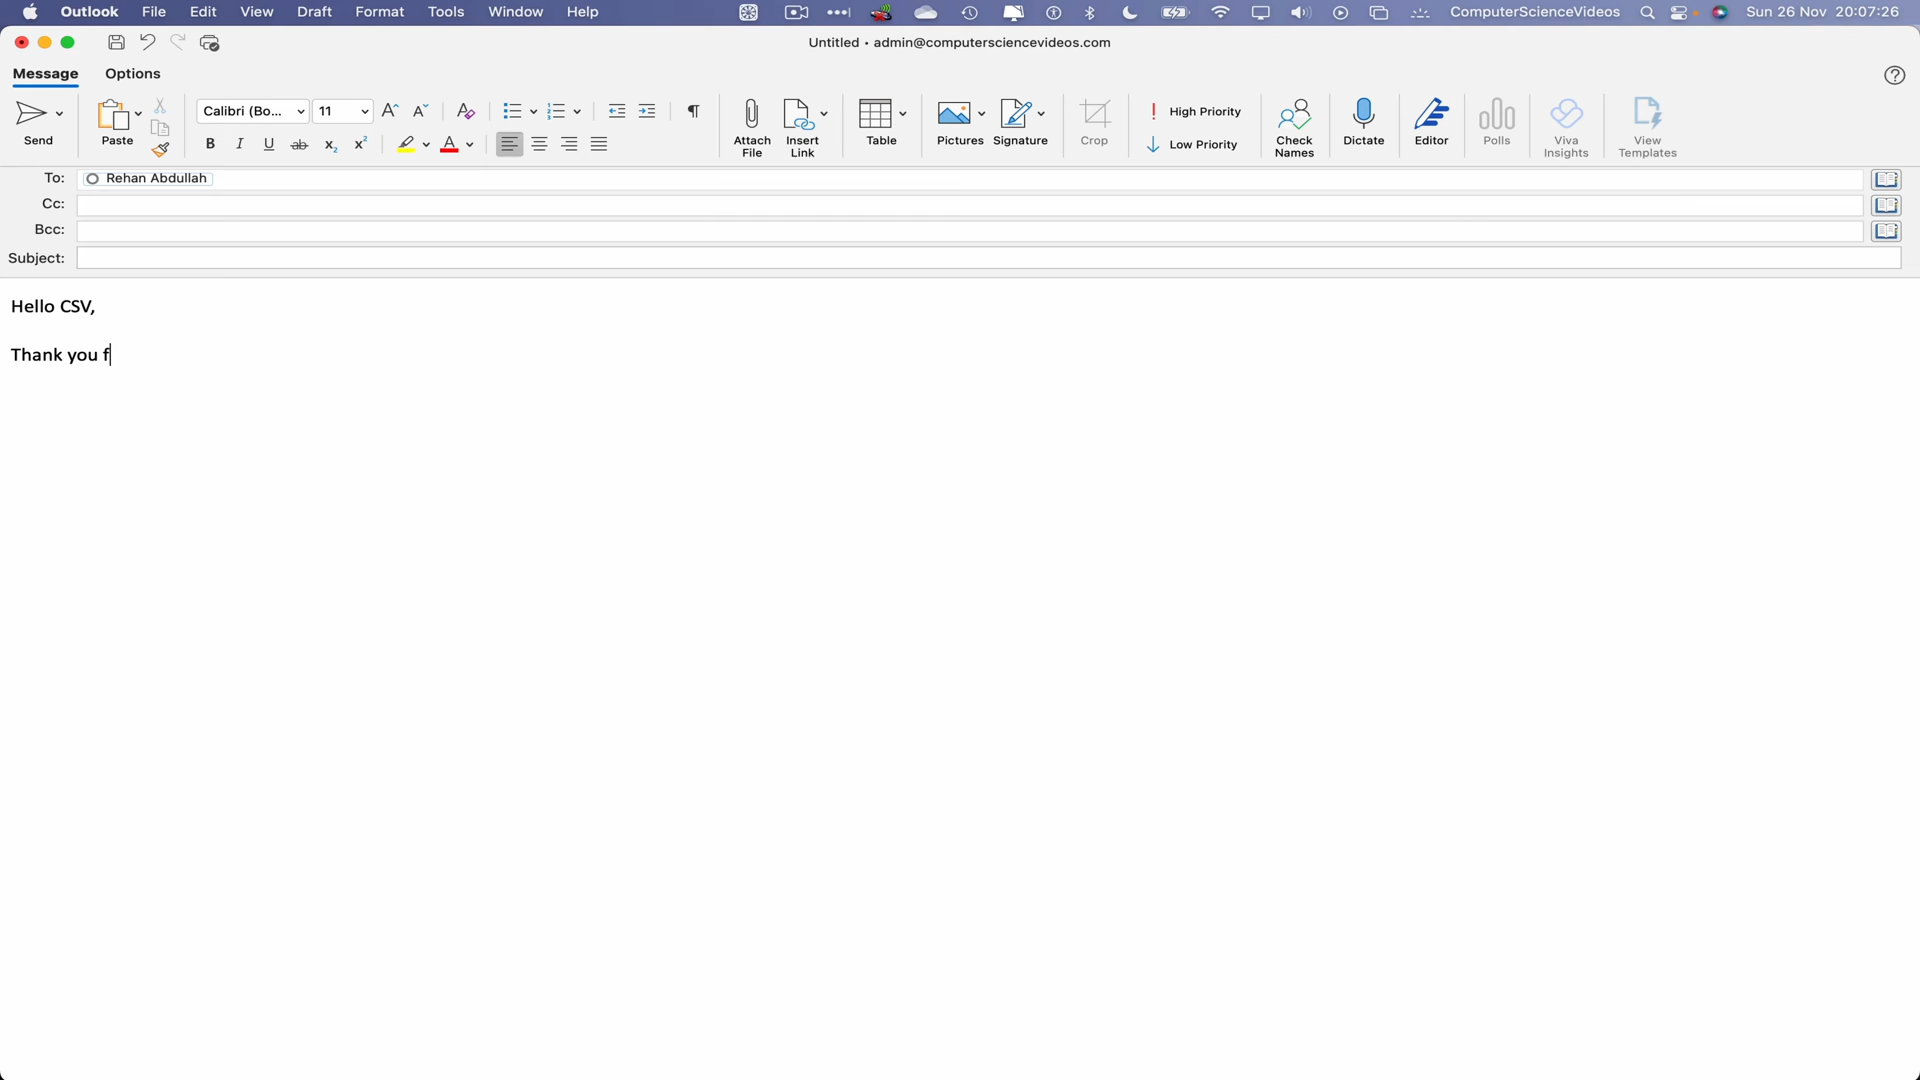 Outlook File Edit View Draft Format Tools Window Help ComputerScienceVideos Sun 26 Nov 20:07:26
Untitled • admin@computersciencevideos.com
Message Options
Calibri (Bo... 11
High Priority
Low Priority
Send Paste Attach File Insert Link Table Pictures Signature Crop Check Names Dictate Editor Polls Viva Insights View Templates
To: Rehan Abdullah
Cc:
Bcc:
Subject:
Hello CSV,
Thank you f